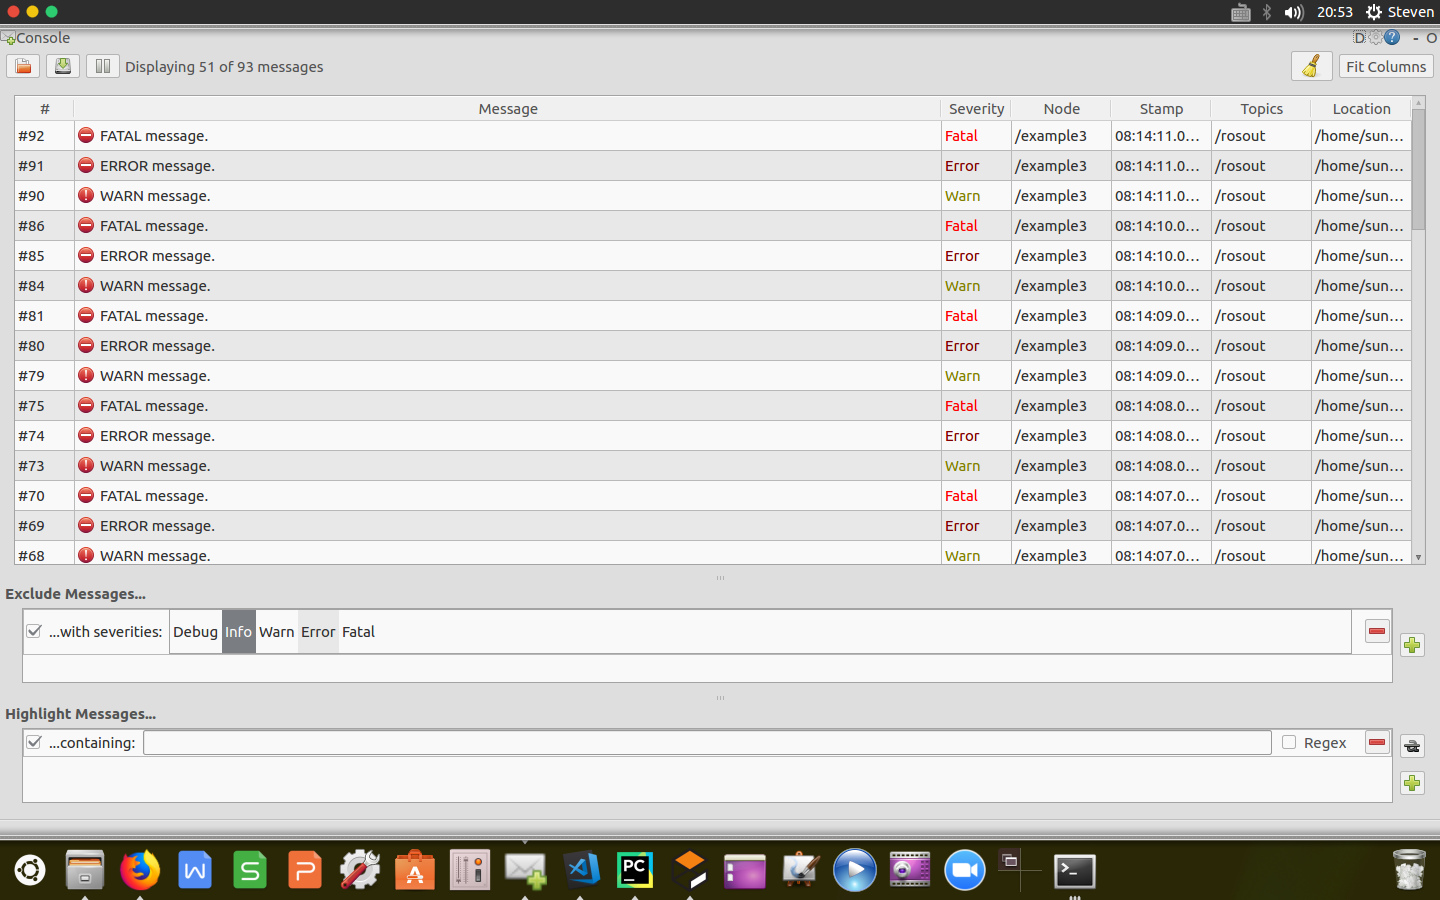 20:53 Steven
Console D - O
Displaying 51 of 93 messages Fit Columns
# Message Severity Node Stamp Topics Location
#92 FATAL message. Fatal /example3 08:14:11.0... /rosout /home/sun...
#91 ERROR message. Error /example3 08:14:11.0... /rosout /home/sun...
#90 WARN message. Warn /example3 08:14:11.0... /rosout /home/sun...
#86 FATAL message. Fatal /example3 08:14:10.0... /rosout /home/sun...
#85 ERROR message. Error /example3 08:14:10.0... /rosout /home/sun...
#84 WARN message. Warn /example3 08:14:10.0... /rosout /home/sun...
#81 FATAL message. Fatal /example3 08:14:09.0... /rosout /home/sun...
#80 ERROR message. Error /example3 08:14:09.0... /rosout /home/sun...
#79 WARN message. Warn /example3 08:14:09.0... /rosout /home/sun...
#75 FATAL message. Fatal /example3 08:14:08.0... /rosout /home/sun...
#74 ERROR message. Error /example3 08:14:08.0... /rosout /home/sun...
#73 WARN message. Warn /example3 08:14:08.0... /rosout /home/sun...
#70 FATAL message. Fatal /example3 08:14:07.0... /rosout /home/sun...
#69 ERROR message. Error /example3 08:14:07.0... /rosout /home/sun...
#68 WARN message. Warn /example3 08:14:07.0... /rosout /home/sun...
Exclude Messages...
...with severities: Debug Info Warn Error Fatal
Highlight Messages...
...containing: Regex
W S P A PC